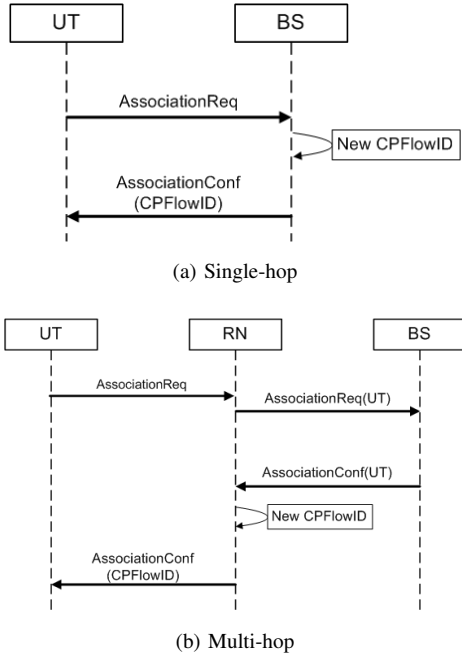 UT
BS
AssociationReq
New CPFlowID
AssociationConf
(CPFlowID)
(a) Single-hop
UT
RN
BS
AssociationReq
AssociationReq(UT)
AssociationConf(UT)
New CPFlowID
AssociationConf
(CPFlowID)
(b) Multi-hop